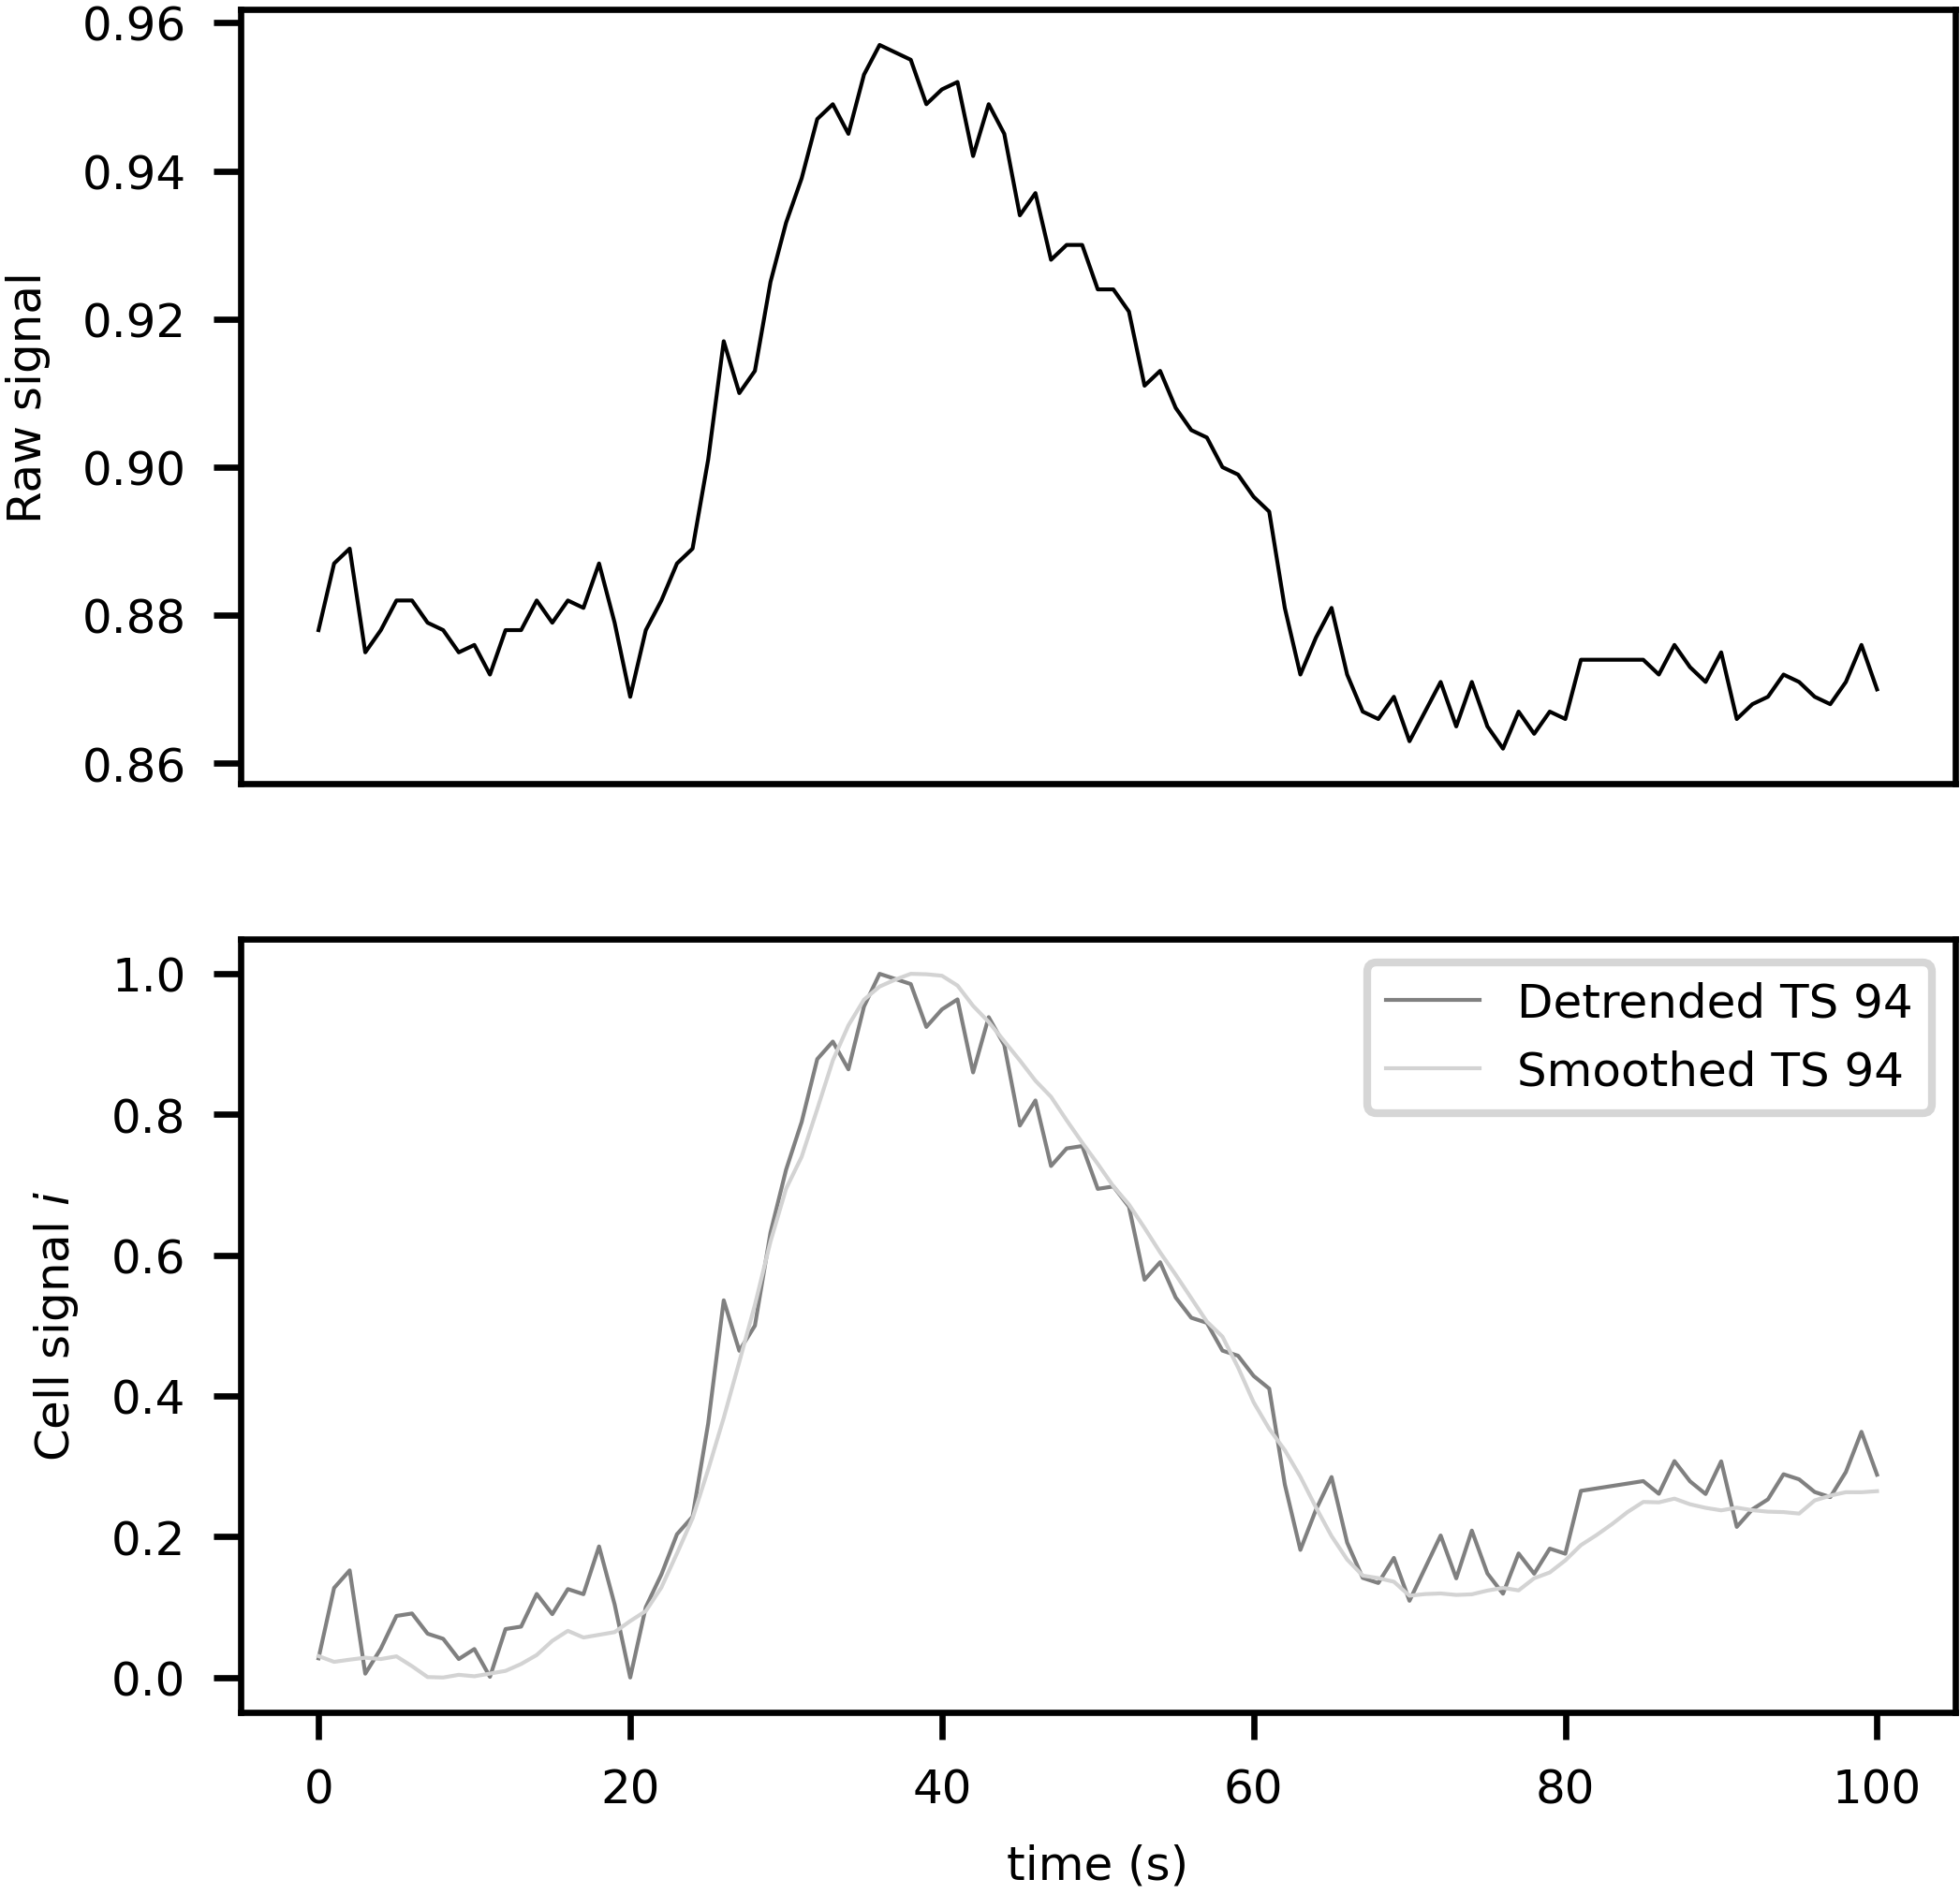 Raw signal
0.96
0.94
0.92
0.90
0.88
0.86
Cell signal i
1.0
0.8
0.6
0.4
0.2
0.0
Detrended TS 94
Smoothed TS 94
0 20 40 60 80 100
time (s)